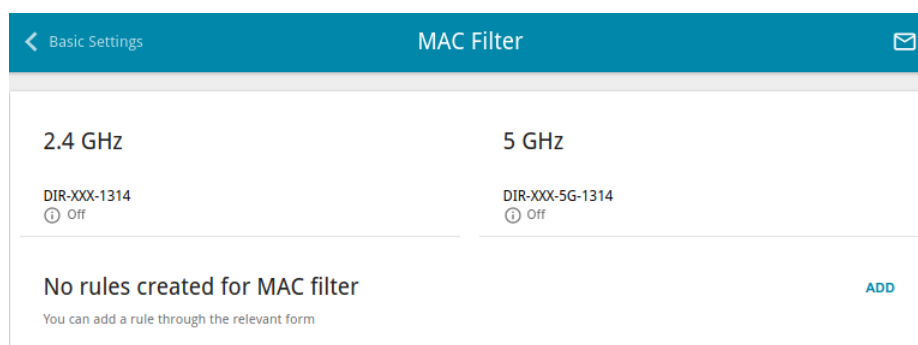 Basic Settings
MAC Filter
2.4 GHz
5 GHz
DIR-XXX-1314
DIR-XXX-5G-1314
Off
Off
No rules created for MAC filter
ADD
You can add a rule through the relevant form